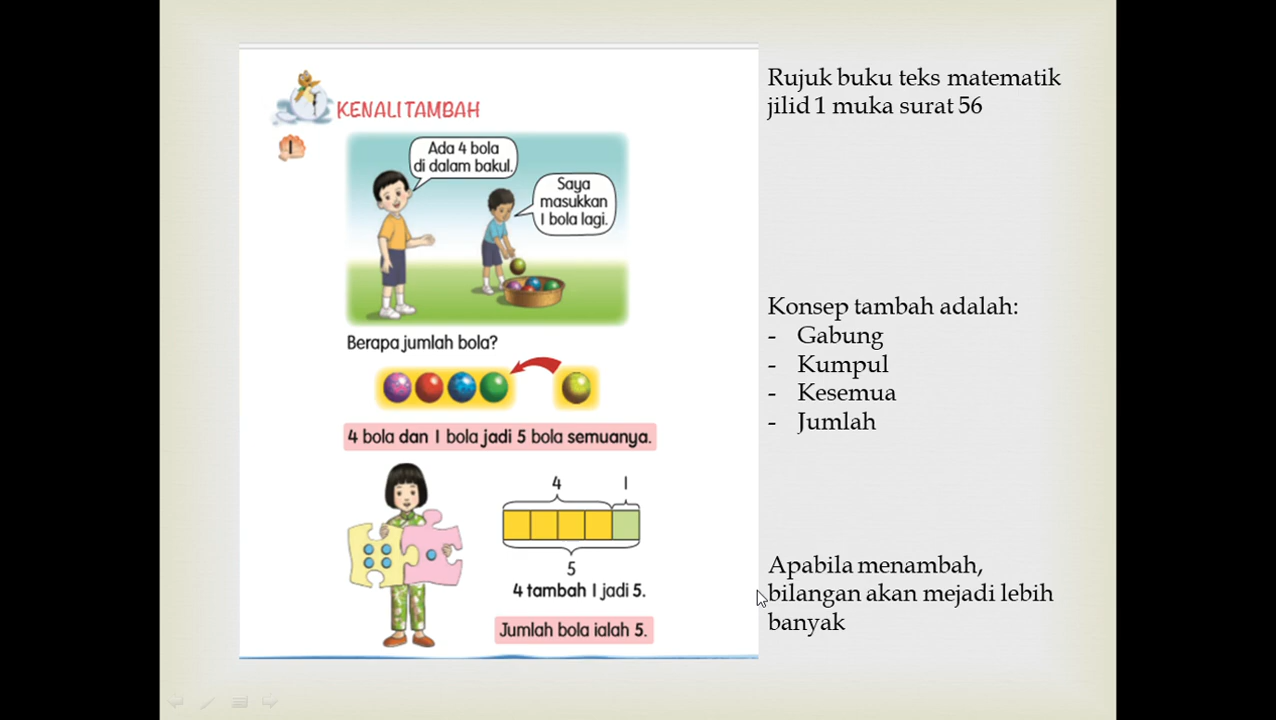 KENALI TAMBAH
1
Ada 4 bola
di dalam bakul.
Saya
masukkan
1 bola lagi.
Berapa jumlah bola?
4 bola dan 1 bola jadi 5 bola semuanya.
4 1
5
4 tambah 1 jadi 5.
Jumlah bola ialah 5.
Rujuk buku teks matematik
jilid 1 muka surat 56
Konsep tambah adalah:
- Gabung
- Kumpul
- Kesemua
- Jumlah
Apabila menambah,
bilangan akan mejadi lebih
banyak